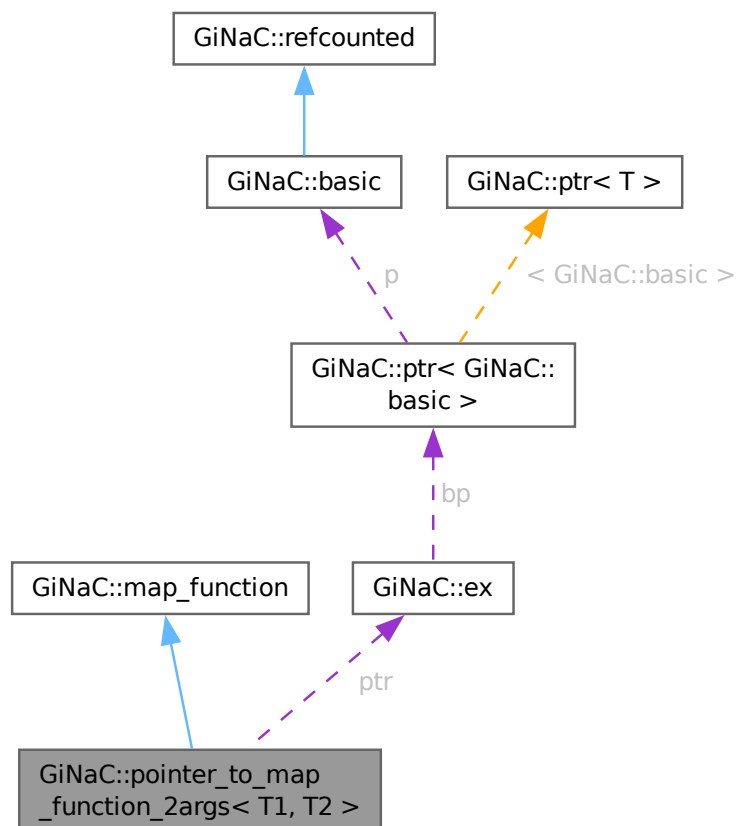 GiNaC::refcounted
GiNaC::basic
GiNaC::ptr< T >
p
< GiNaC::basic >
GiNaC::ptr< GiNaC::
basic >
bp
GiNaC::map_function
GiNaC::ex
ptr
GiNaC::pointer_to_map
_function_2args< T1, T2 >